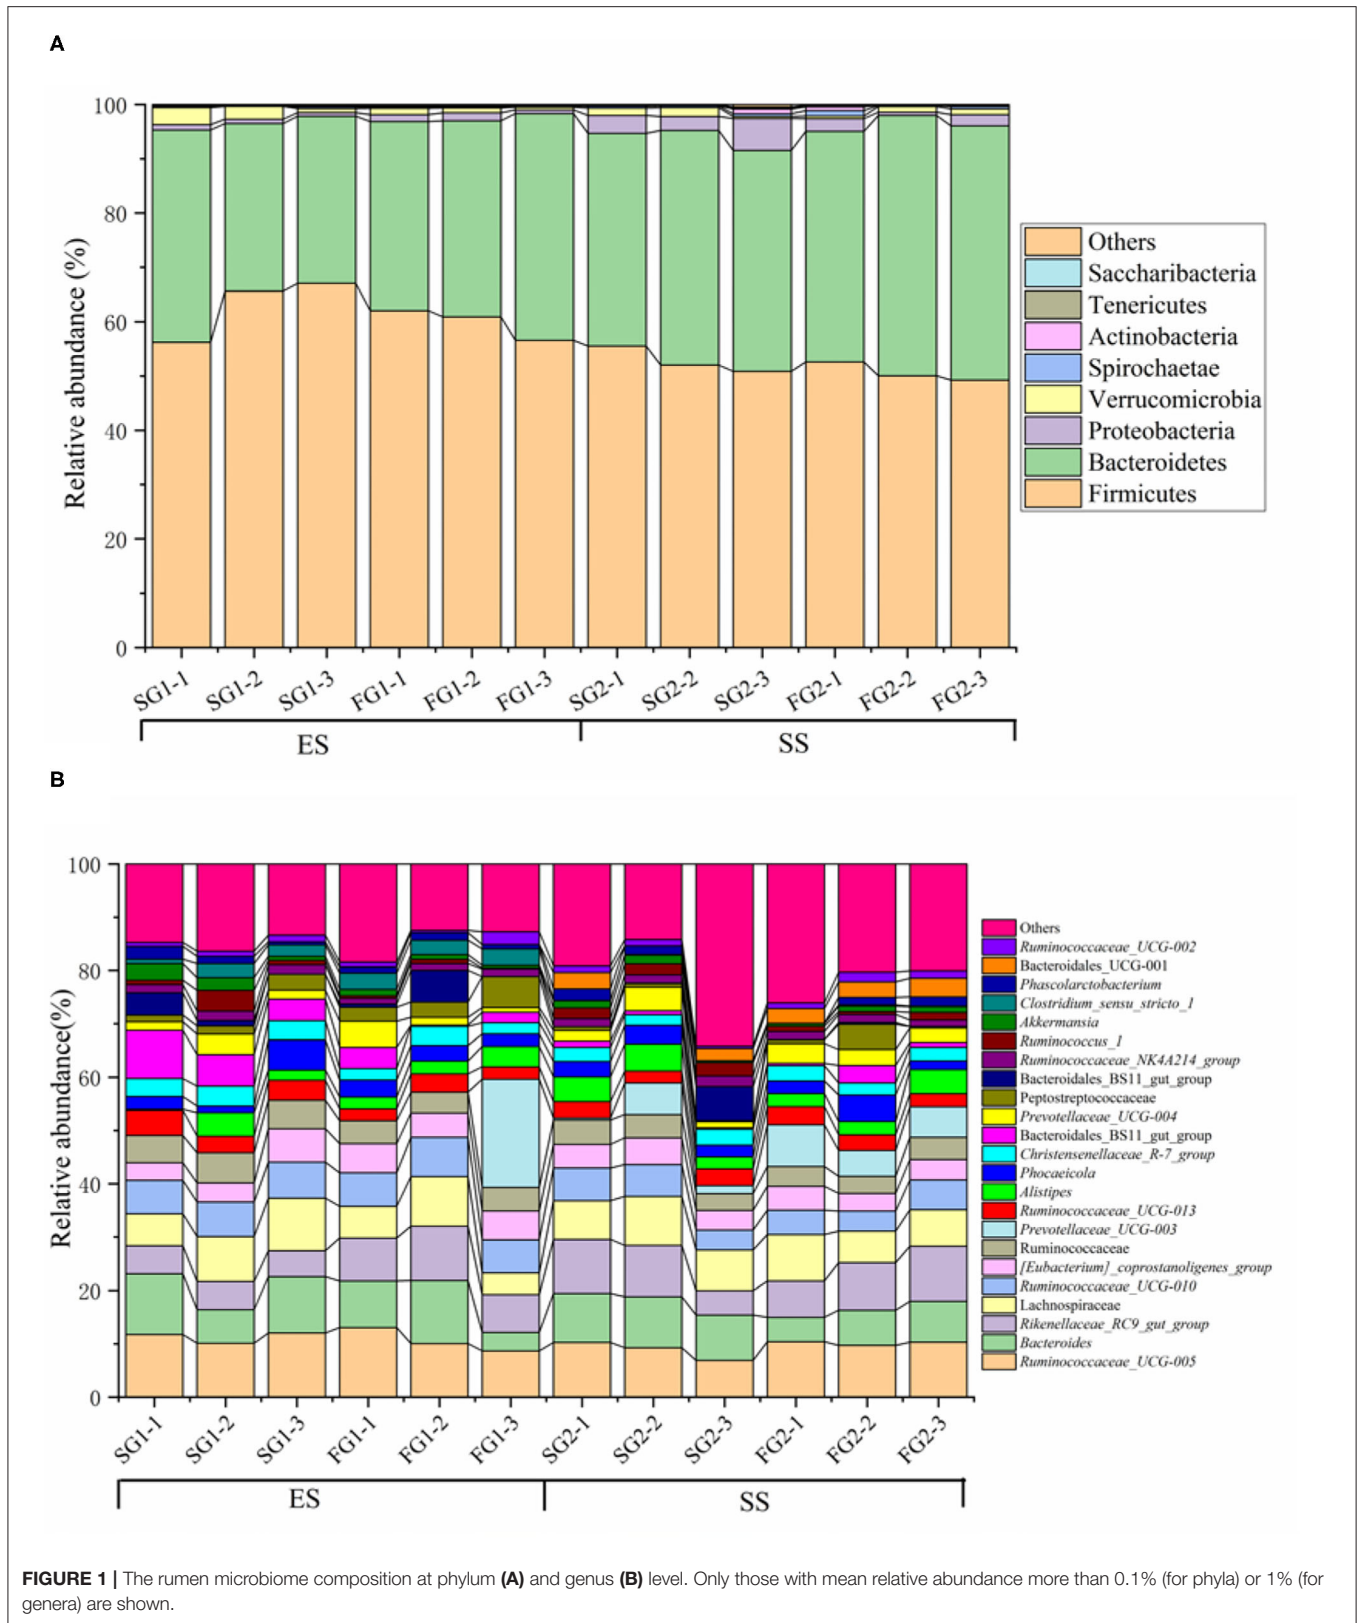 A
100
80
60
40
20
0
Relative abundance (%)
Others
Saccharibacteria
Tenericutes
Actinobacteria
Spirochaetae
Verrucomicrobia
Proteobacteria
Bacteroidetes
Firmicutes
SG1-1 SG1-2 SG1-3 FG1-1 FG1-2 FG1-3 SG2-1 SG2-2 SG2-3 FG2-1 FG2-2 FG2-3
ES SS
B
100
80
60
40
20
0
Relative abundance(%)
Others
Ruminococcaceae_UCG-002
Bacteroidales_UCG-001
Phascolarctobacterium
Clostridium_sensu_stricto_1
Akkermansia
Ruminococcus_1
Ruminococcaceae_NK4A214_group
Bacteroidales_BS11_gut_group
Peptostreptococcaceae
Prevotellaceae_UCG-004
Bacteroidales_BS11_gut_group
Christensenellaceae_R-7_group
Phocaeicola
Alistipes
Ruminococcaceae_UCG-013
Prevotellaceae_UCG-003
Ruminococcaceae
[Eubacterium]_coprostanoligenes_group
Ruminococcaceae_UCG-010
Lachnospiraceae
Rikenellaceae_RC9_gut_group
Bacteroides
Ruminococcaceae_UCG-005
SG1-1 SG1-2 SG1-3 FG1-1 FG1-2 FG1-3 SG2-1 SG2-2 SG2-3 FG2-1 FG2-2 FG2-3
ES SS
FIGURE 1 | The rumen microbiome composition at phylum (A) and genus (B) level. Only those with mean relative abundance more than 0.1% (for phyla) or 1% (for
genera) are shown.